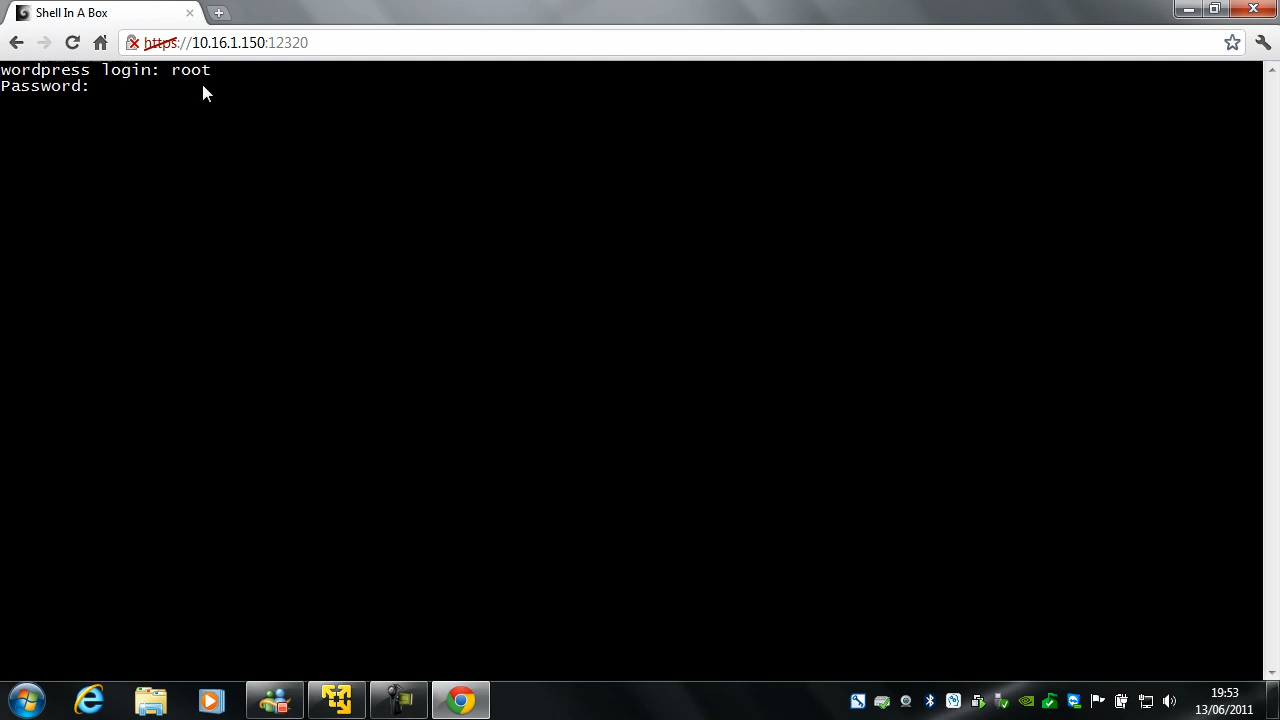 Shell In A Box
https://10.16.1.150:12320
wordpress login: root
Password:
19:53
13/06/2011